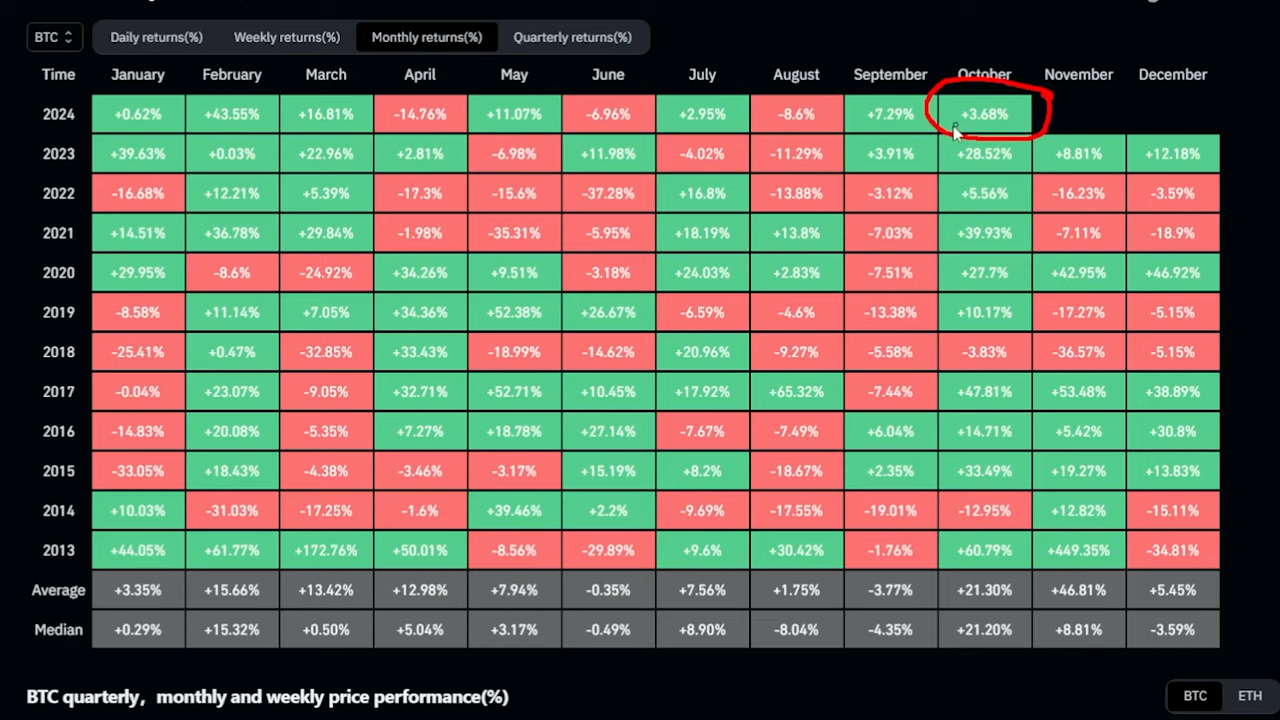 BTC Daily returns(%) Weekly returns(%) Monthly returns(%) Quarterly returns(%)
Time January February March April May June July August September October November December
2024 +0.62% +43.55% +16.81% -14.76% +11.07% -6.96% +2.95% -8.6% +7.29% +3.68%
2023 +39.63% +0.03% +22.96% +2.81% -6.98% +11.98% -4.02% -11.29% +3.91% +28.52% +8.81% +12.18%
2022 -16.68% +12.21% +5.39% -17.3% -15.6% -37.28% +16.8% -13.88% -3.12% +5.56% -16.23% -3.59%
2021 +14.51% +36.78% +29.84% -1.98% -35.31% -5.95% +18.19% +13.8% -7.03% +39.93% -7.11% -18.9%
2020 +29.95% -8.6% -24.92% +34.26% +9.51% -3.18% +24.03% +2.83% -7.51% +27.7% +42.95% +46.92%
2019 -8.58% +11.14% +7.05% +34.36% +52.38% +26.67% -6.59% -4.6% -13.38% +10.17% -17.27% -5.15%
2018 -25.41% +0.47% -32.85% +33.43% -18.99% -14.62% +20.96% -9.27% -5.58% -3.83% -36.57% -5.15%
2017 -0.04% +23.07% -9.05% +32.71% +52.71% +10.45% +17.92% +65.32% -7.44% +47.81% +53.48% +38.89%
2016 -14.83% +20.08% -5.35% +7.27% +18.78% +27.14% -7.67% -7.49% +6.04% +14.71% +5.42% +30.8%
2015 -33.05% +18.43% -4.38% -3.46% -3.17% +15.19% +8.2% -18.67% +2.35% +33.49% +19.27% +13.83%
2014 +10.03% -31.03% -17.25% -1.6% +39.46% +2.2% -9.69% -17.55% -19.01% -12.95% +12.82% -15.11%
2013 +44.05% +61.77% +172.76% +50.01% -8.56% -29.89% +9.6% +30.42% -1.76% +60.79% +449.35% -34.81%
Average +3.35% +15.66% +13.42% +12.98% +7.94% -0.35% +7.56% +1.75% -3.77% +21.30% +46.81% +5.45%
Median +0.29% +15.32% +0.50% +5.04% +3.17% -0.49% +8.90% -8.04% -4.35% +21.20% +8.81% -3.59%
BTC quarterly，monthly and weekly price performance(%) BTC ETH